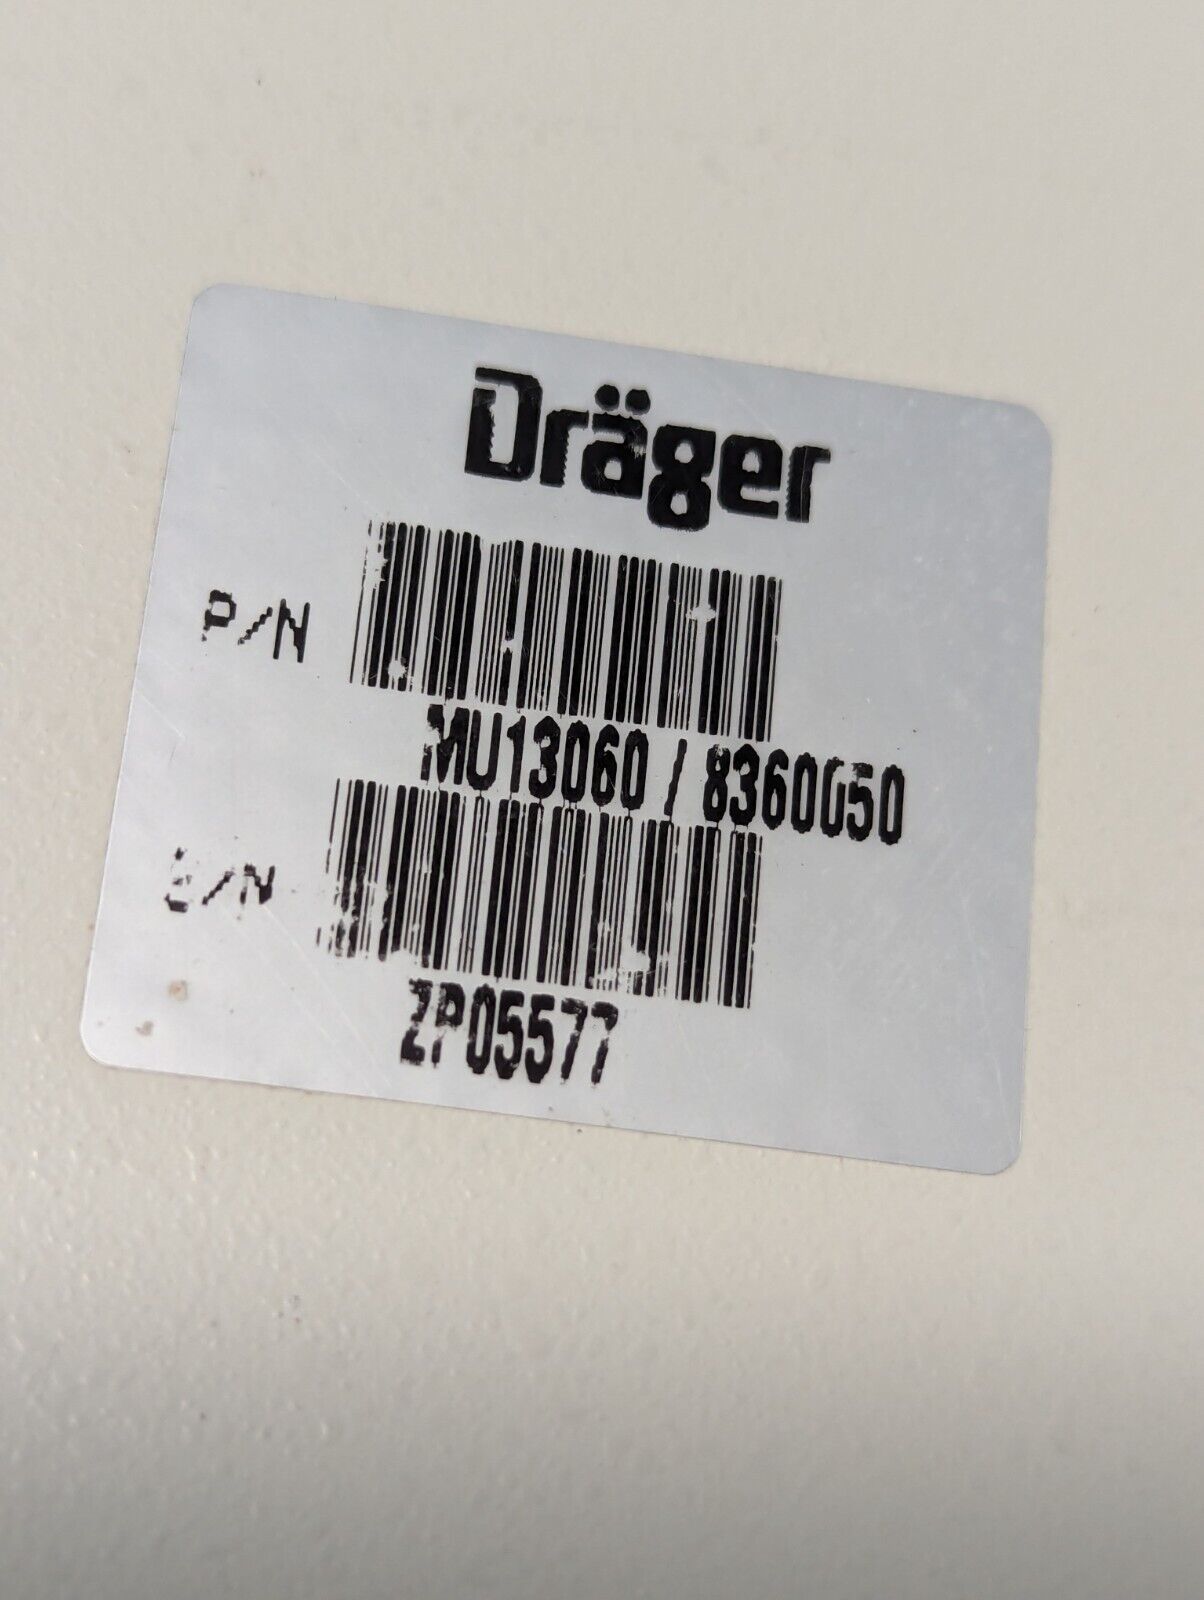 Dräger
P/N
MU13060 / 8360050
S/N
ZP05577